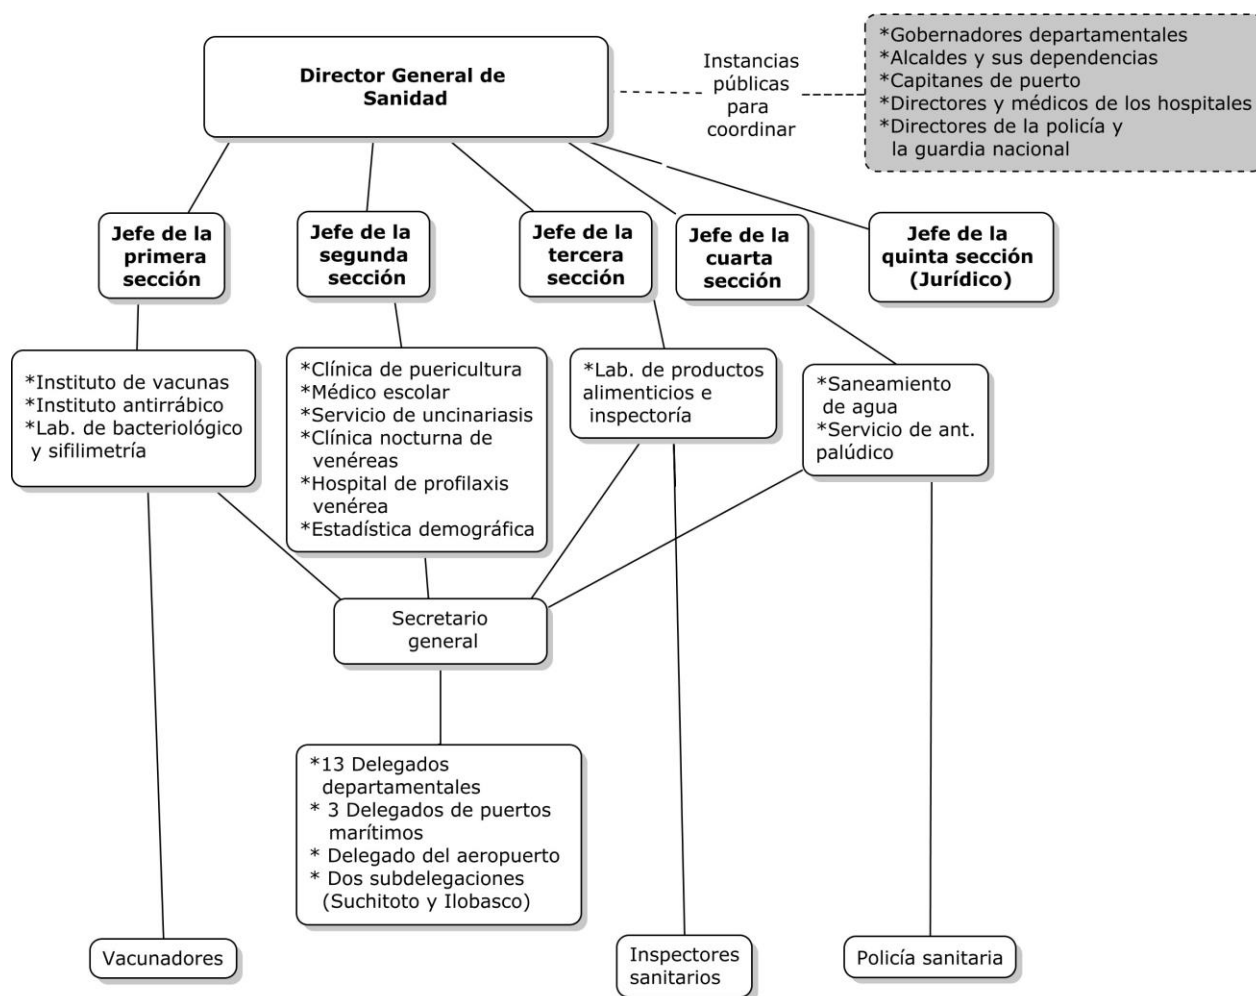 Director General de
Sanidad
Instancias
públicas
para
coordinar
*Gobernadores departamentales
*Alcaldes y sus dependencias
*Capitanes de puerto
*Directores y médicos de los hospitales
*Directores de la policía y
la guardia nacional
Jefe de la
primera
sección
Jefe de la
segunda
sección
Jefe de la
tercera
sección
Jefe de la
cuarta
sección
Jefe de la
quinta sección
(Jurídico)
*Instituto de vacunas
*Instituto antirrábico
*Lab. de bacteriológico
y sifilimetría
*Clínica de puericultura
*Médico escolar
*Servicio de uncinariasis
*Clínica nocturna de
venéreas
*Hospital de profilaxis
venérea
*Estadística demográfica
*Lab. de productos
alimenticios e
inspectoría
*Saneamiento
de agua
*Servicio de ant.
palúdico
Secretario
general
*13 Delegados
departamentales
* 3 Delegados de puertos
marítimos
* Delegado del aeropuerto
* Dos subdelegaciones
(Suchitoto y Ilobasco)
Vacunadores
Inspectores
sanitarios
Policía sanitaria